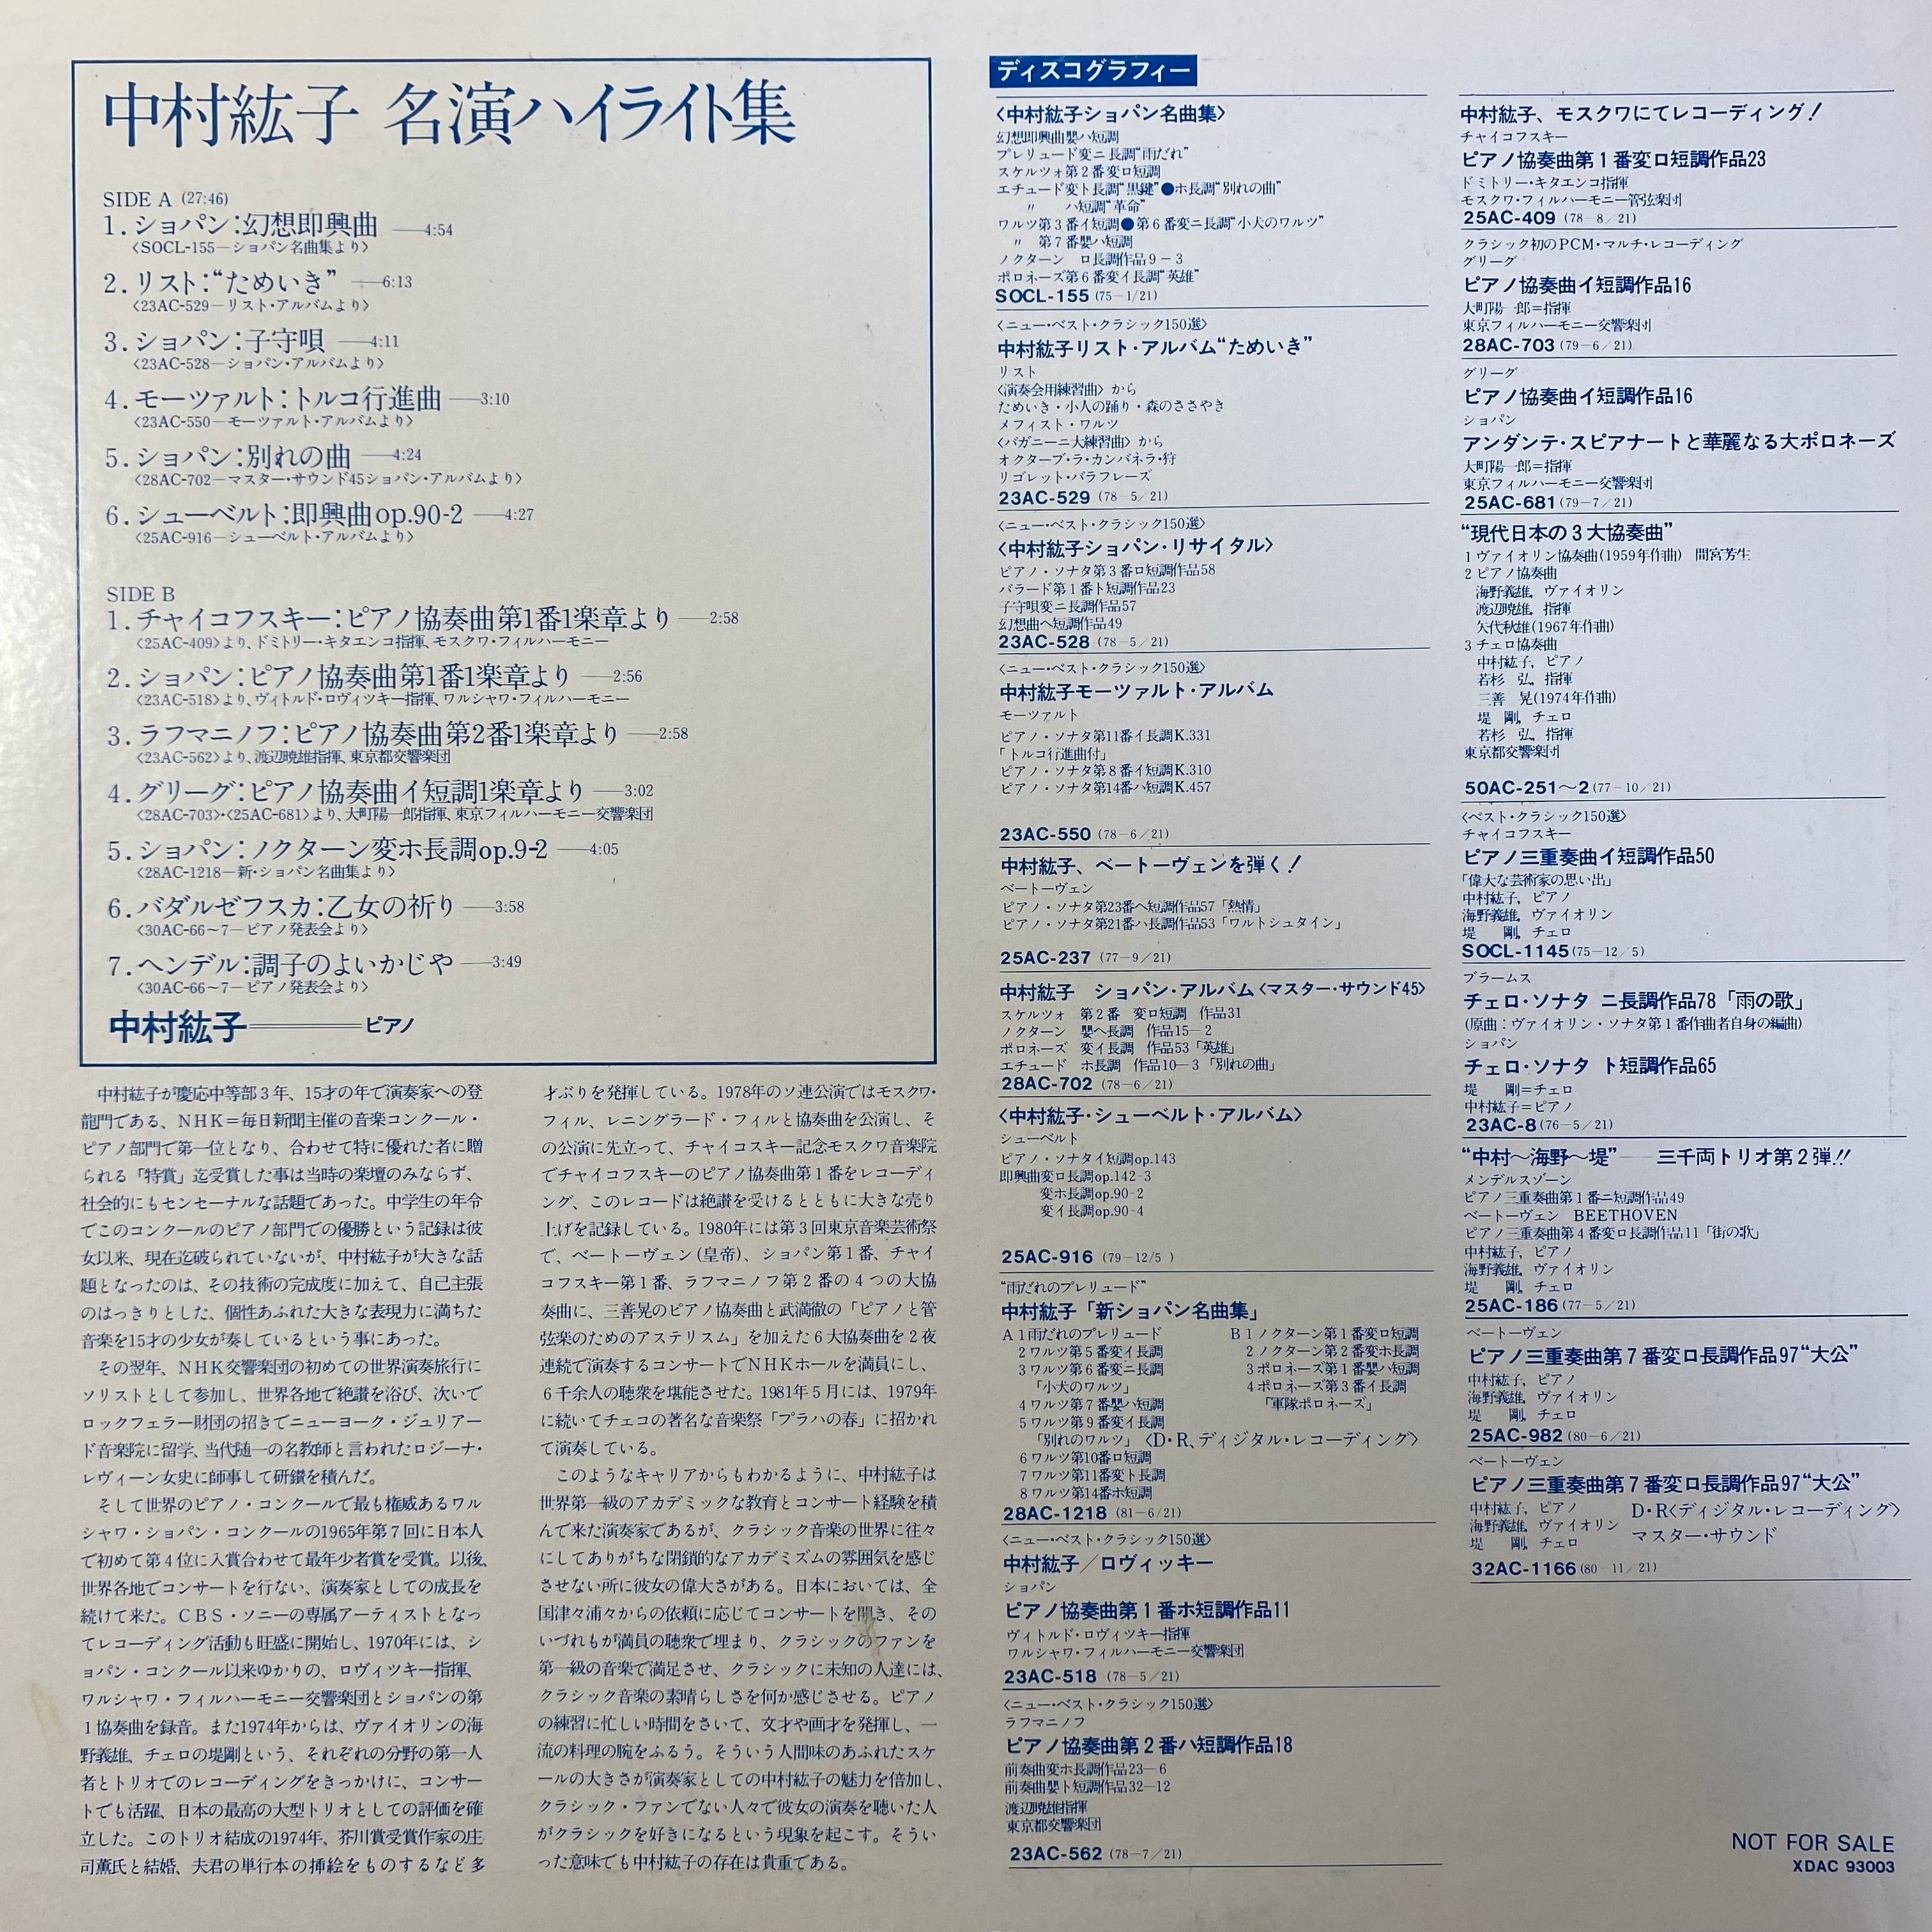 中村紘子 名演ハイライト集
SIDE A (27:46)
1. ショパン:幻想即興曲 ——4:54
〈SOCL-155—ショパン名曲集より〉
2. リスト:“ためいき” ——6:13
〈23AC-529—リスト・アルバムより〉
3. ショパン:子守唄 ——4:11
〈23AC-528—ショパン・アルバムより〉
4. モーツァルト:トルコ行進曲 ——3:10
〈23AC-550—モーツァルト・アルバムより〉
5. ショパン:別れの曲 ——4:24
〈28AC-702—マスター・サウンド45ショパン・アルバムより〉
6. シューベルト:即興曲op.90-2 ——4:27
〈25AC-916—シューベルト・アルバムより〉
SIDE B
1. チャイコフスキー:ピアノ協奏曲第1番1楽章より ——2:58
〈25AC-409〉より、ドミトリー・キタエンコ指揮、モスクワ・フィルハーモニー
2. ショパン:ピアノ協奏曲第1番1楽章より ——2:56
〈23AC-518〉より、ヴィトルド・ロヴィツキー指揮、ワルシャワ・フィルハーモニー
3. ラフマニノフ:ピアノ協奏曲第2番1楽章より ——2:58
〈23AC-562〉より、渡辺暁雄指揮、東京都交響楽団
4. グリーグ:ピアノ協奏曲イ短調1楽章より ——3:02
〈28AC-703〉・〈25AC-681〉より、大町陽一郎指揮、東京フィルハーモニー交響楽団
5. ショパン:ノクターン変ホ長調op.9-2 ——4:05
〈28AC-1218—新・ショパン名曲集より〉
6. バダルゼフスカ:乙女の祈り ——3:58
〈30AC-66~7—ピアノ発表会より〉
7. ヘンデル:調子のよいかじや ——3:49
〈30AC-66~7—ピアノ発表会より〉
中村紘子————ピアノ
中村紘子が慶応中等部3年、15才の年で演奏家への登
龍門である、NHK=毎日新聞主催の音楽コンクール・
ピアノ部門で第一位となり、合わせて特に優れた者に贈
られる「特賞」迄受賞した事は当時の楽壇のみならず、
社会的にもセンセーナルな話題であった。中学生の年令
でこのコンクールのピアノ部門での優勝という記録は彼
女以来、現在迄破られていないが、中村紘子が大きな話
題となったのは、その技術の完成度に加えて、自己主張
のはっきりとした、個性あふれた大きな表現力に満ちた
音楽を15才の少女が奏しているという事にあった。
その翌年、NHK交響楽団の初めての世界演奏旅行に
ソリストとして参加し、世界各地で絶讃を浴び、次いで
ロックフェラー財団の招きでニューヨーク・ジュリアー
ド音楽院に留学、当代随一の名教師と言われたロジーナ・
レヴィーン女史に師事して研鑚を積んだ。
そして世界のピアノ・コンクールで最も権威あるワル
シャワ・ショパン・コンクールの1965年第7回に日本人
で初めて第4位に入賞合わせて最年少者賞を受賞。以後、
世界各地でコンサートを行ない、演奏家としての成長を
続けて来た。CBS・ソニーの専属アーティストとなっ
てレコーディング活動も旺盛に開始し、1970年には、シ
ョパン・コンクール以来ゆかりの、ロヴィツキー指揮、
ワルシャワ・フィルハーモニー交響楽団とショパンの第
1協奏曲を録音。また1974年からは、ヴァイオリンの海
野義雄、チェロの堤剛という、それぞれの分野の第一人
者とトリオでのレコーディングをきっかけに、コンサー
トでも活躍、日本の最高の大型トリオとしての評価を確
立した。このトリオ結成の1974年、芥川賞受賞作家の庄
司薫氏と結婚、夫君の単行本の挿絵をものするなど多
才ぶりを発揮している。1978年のソ連公演ではモスクワ・
フィル、レニングラード・フィルと協奏曲を公演し、そ
の公演に先立って、チャイコフスキー記念モスクワ音楽院
でチャイコフスキーのピアノ協奏曲第1番をレコーディ
ング、このレコードは絶讃を受けるとともに大きな売り
上げを記録している。1980年には第3回東京音楽芸術祭
で、ベートーヴェン(皇帝)、ショパン第1番、チャイ
コフスキー第1番、ラフマニノフ第2番の4つの大協
奏曲に、三善晃のピアノ協奏曲と武満徹の「ピアノと管
弦楽のためのアステリスム」を加えた6大協奏曲を2夜
連続で演奏するコンサートでNHKホールを満員にし、
6千余人の聴衆を堪能させた。1981年5月には、1979年
に続いてチェコの著名な音楽祭「プラハの春」に招かれ
て演奏している。
このようなキャリアからもわかるように、中村紘子は
世界第一級のアカデミックな教育とコンサート経験を積
んで来た演奏家であるが、クラシック音楽の世界に往々
にしてありがちな閉鎖的なアカデミズムの雰囲気を感じ
させない所に彼女の偉大さがある。日本においては、全
国津々浦々からの依頼に応じてコンサートを開き、その
いづれもが満員の聴衆で埋まり、クラシックのファンを
第一級の音楽で満足させ、クラシックに未知の人達には、
クラシック音楽の素晴らしさを何か感じさせる。ピアノ
の練習に忙しい時間をさいて、文才や画才を発揮し、一
流の料理の腕をふるう。そういう人間味のあふれたスケ
ールの大きさが演奏家としての中村紘子の魅力を倍加し、
クラシック・ファンでない人々で彼女の演奏を聴いた人
がクラシックを好きになるという現象を起こす。そうい
った意味でも中村紘子の存在は貴重である。
ディスコグラフィー
〈中村紘子ショパン名曲集〉
幻想即興曲嬰ハ短調
プレリュード変ニ長調“雨だれ”
スケルツォ第2番変ロ短調
エチュード変ト長調“黒鍵”●ホ長調“別れの曲”
〃 ハ短調“革命”
ワルツ第3番イ短調●第6番変ニ長調“小犬のワルツ”
〃 第7番嬰ハ短調
ノクターン ロ長調作品9-3
ポロネーズ第6番変イ長調“英雄”
SOCL-155 (75-1/21)
〈ニュー・ベスト・クラシック150選〉
中村紘子リスト・アルバム“ためいき”
リスト
〈演奏会用練習曲〉から
ためいき・小人の踊り・森のささやき
メフィスト・ワルツ
〈パガニーニ大練習曲〉から
オクターブ・ラ・カンパネラ・狩
リゴレット・パラフレーズ
23AC-529 (78-5/21)
〈ニュー・ベスト・クラシック150選〉
〈中村紘子ショパン・リサイタル〉
ピアノ・ソナタ第3番ロ短調作品58
バラード第1番ト短調作品23
子守唄変ニ長調作品57
幻想曲ヘ短調作品49
23AC-528 (78-5/21)
〈ニュー・ベスト・クラシック150選〉
中村紘子モーツァルト・アルバム
モーツァルト
ピアノ・ソナタ第11番イ長調K.331
「トルコ行進曲付」
ピアノ・ソナタ第8番イ短調K.310
ピアノ・ソナタ第14番ハ短調K.457
23AC-550 (78-6/21)
中村紘子、ベートーヴェンを弾く!
ベートーヴェン
ピアノ・ソナタ第23番ヘ短調作品57「熱情」
ピアノ・ソナタ第21番ハ長調作品53「ワルトシュタイン」
25AC-237 (77-9/21)
中村紘子 ショパン・アルバム〈マスター・サウンド45〉
スケルツォ 第2番 変ロ短調 作品31
ノクターン 嬰ヘ長調 作品15-2
ポロネーズ 変イ長調 作品53「英雄」
エチュード ホ長調 作品10-3「別れの曲」
28AC-702 (78-6/21)
〈中村紘子・シューベルト・アルバム〉
シューベルト
ピアノ・ソナタイ短調op.143
即興曲変ロ長調op.142-3
変ホ長調op.90-2
変イ長調op.90-4
25AC-916 (79-12/5)
“雨だれのプレリュード”
中村紘子「新ショパン名曲集」
A 1 雨だれのプレリュード
2 ワルツ第5番変イ長調
3 ワルツ第6番変ニ長調
「小犬のワルツ」
4 ワルツ第7番嬰ハ短調
5 ワルツ第9番変イ長調
「別れのワルツ」
6 ワルツ第10番ロ短調
7 ワルツ第11番変ト長調
8 ワルツ第14番ホ短調
B 1 ノクターン第1番変ロ短調
2 ノクターン第2番変ホ長調
3 ポロネーズ第1番嬰ハ短調
4 ポロネーズ第3番イ長調
「軍隊ポロネーズ」
〈D・R、ディジタル・レコーディング〉
28AC-1218 (81-6/21)
〈ニュー・ベスト・クラシック150選〉
中村紘子/ロヴィッキー
ショパン
ピアノ協奏曲第1番ホ短調作品11
ヴィトルド・ロヴィツキー指揮
ワルシャワ・フィルハーモニー交響楽団
23AC-518 (78-5/21)
〈ニュー・ベスト・クラシック150選〉
ラフマニノフ
ピアノ協奏曲第2番ハ短調作品18
前奏曲変ホ長調作品23-6
前奏曲嬰ト短調作品32-12
渡辺暁雄指揮
東京都交響楽団
23AC-562 (78-7/21)
中村紘子、モスクワにてレコーディング!
チャイコフスキー
ピアノ協奏曲第1番変ロ短調作品23
ドミトリー・キタエンコ指揮
モスクワ・フィルハーモニー管弦楽団
25AC-409 (78-8/21)
クラシック初のPCM・マルチ・レコーディング
グリーグ
ピアノ協奏曲イ短調作品16
大町陽一郎=指揮
東京フィルハーモニー交響楽団
28AC-703 (79-6/21)
グリーグ
ピアノ協奏曲イ短調作品16
ショパン
アンダンテ・スピアナートと華麗なる大ポロネーズ
大町陽一郎=指揮
東京フィルハーモニー交響楽団
25AC-681 (79-7/21)
“現代日本の3大協奏曲”
1 ヴァイオリン協奏曲(1959年作曲) 間宮芳生
2 ピアノ協奏曲
海野義雄, ヴァイオリン
渡辺暁雄, 指揮
矢代秋雄(1967年作曲)
3 チェロ協奏曲
中村紘子, ピアノ
若杉 弘, 指揮
三善 晃(1974年作曲)
堤 剛, チェロ
若杉 弘, 指揮
東京都交響楽団
50AC-251~2 (77-10/21)
〈ベスト・クラシック150選〉
チャイコフスキー
ピアノ三重奏曲イ短調作品50
「偉大な芸術家の思い出」
中村紘子, ピアノ
海野義雄, ヴァイオリン
堤 剛, チェロ
SOCL-1145 (75-12/5)
ブラームス
チェロ・ソナタ ニ長調作品78「雨の歌」
(原曲:ヴァイオリン・ソナタ第1番作曲者自身の編曲)
ショパン
チェロ・ソナタ ト短調作品65
堤 剛=チェロ
中村紘子=ピアノ
23AC-8 (76-5/21)
“中村~海野~堤”——三千両トリオ第2弾!!
メンデルスゾーン
ピアノ三重奏曲第1番ニ短調作品49
ベートーヴェン BEETHOVEN
ピアノ三重奏曲第4番変ロ長調作品11「街の歌」
中村紘子, ピアノ
海野義雄, ヴァイオリン
堤 剛, チェロ
25AC-186 (77-5/21)
ベートーヴェン
ピアノ三重奏曲第7番変ロ長調作品97“大公”
中村紘子, ピアノ
海野義雄, ヴァイオリン
堤 剛, チェロ
25AC-982 (80-6/21)
ベートーヴェン
ピアノ三重奏曲第7番変ロ長調作品97“大公”
中村紘子, ピアノ
海野義雄, ヴァイオリン
堤 剛, チェロ
D・R〈ディジタル・レコーディング〉
マスター・サウンド
32AC-1166 (80-11/21)
NOT FOR SALE
XDAC 93003